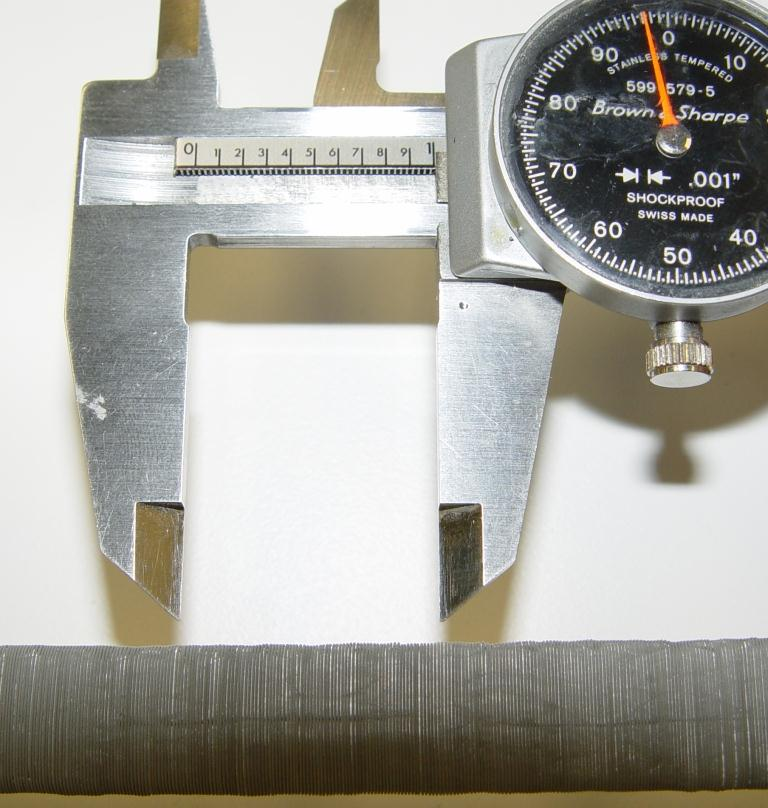 0 1 2 3 4 5 6 7 8 9 1
0
90 10
STAINLESS TEMPERED
599-579-5
80 Brown & Sharpe
70 .001"
SHOCKPROOF
SWISS MADE
60 40
50